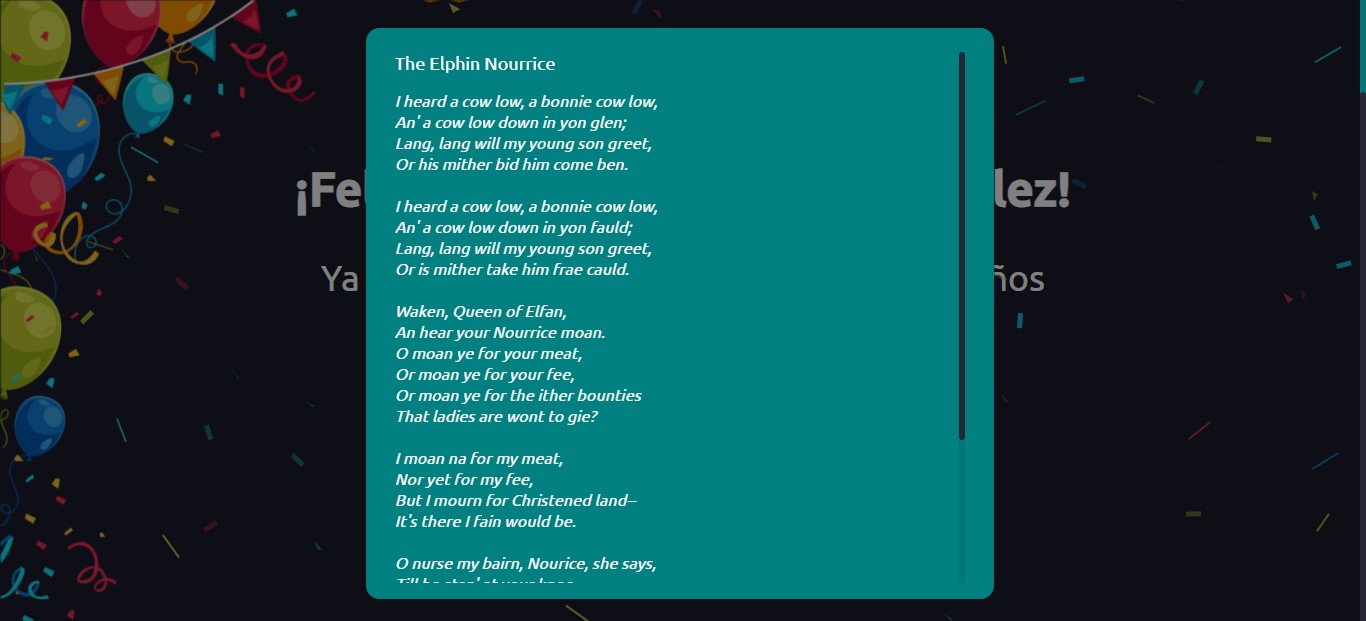 The Elphin Nourrice
I heard a cow low, a bonnie cow low,
An' a cow low down in yon glen;
Lang, lang will my young son greet,
Or his mither bid him come ben.
I heard a cow low, a bonnie cow low,
An' a cow low down in yon fauld;
Lang, lang will my young son greet,
Or is mither take him frae cauld.
Waken, Queen of Elfan,
An hear your Nourrice moan.
O moan ye for your meat,
Or moan ye for your fee,
Or moan ye for the ither bounties
That ladies are wont to gie?
I moan na for my meat,
Nor yet for my fee,
But I mourn for Christened land--
It's there I fain would be.
O nurse my bairn, Nourice, she says,
Ya